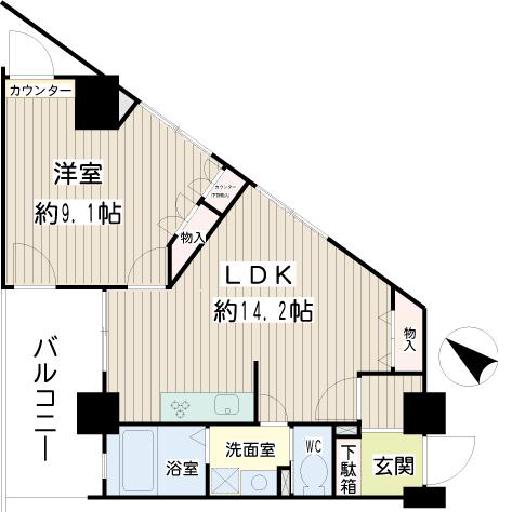 カウンター
洋室
約9.1帖
カウンター
物入
LDK
約14.2帖
物入
バルコニー
浴室
洗面室
WC
下駄箱
玄関